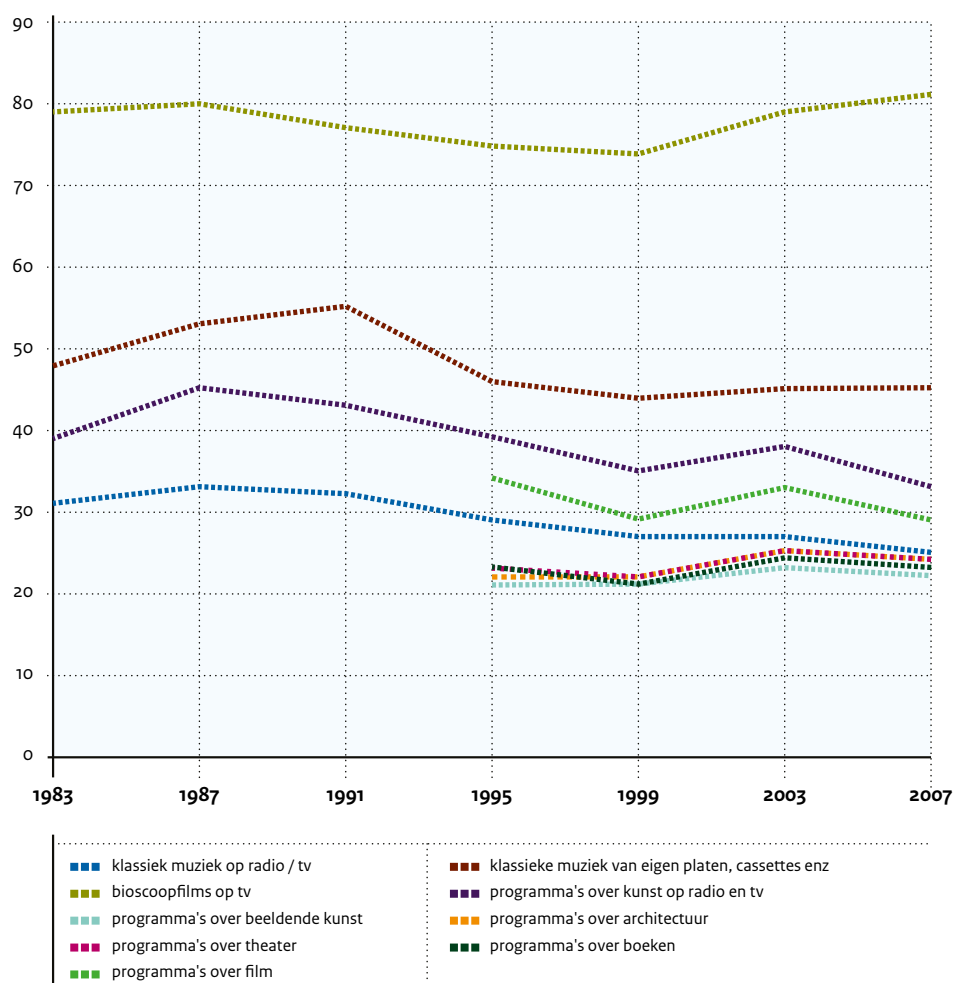 90
80
70
60
50
40
30
20
10
0
1983 1987 1991 1995 1999 2003 2007
klassiek muziek op radio / tv
bioscoopfilms op tv
programma's over beeldende kunst
programma's over theater
programma's over film
klassieke muziek van eigen platen, cassettes enz
programma's over kunst op radio en tv
programma's over architectuur
programma's over boeken